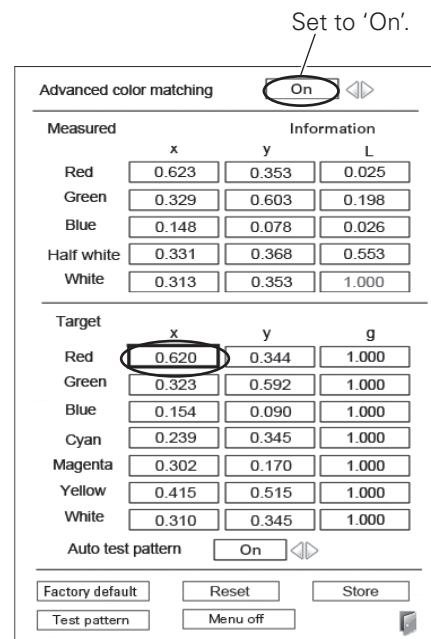 Set to ‘On’.
Advanced color matching On
Measured Information
x y L
Red 0.623 0.353 0.025
Green 0.329 0.603 0.198
Blue 0.148 0.078 0.026
Half white 0.331 0.368 0.553
White 0.313 0.353 1.000
Target
x y g
Red 0.620 0.344 1.000
Green 0.323 0.592 1.000
Blue 0.154 0.090 1.000
Cyan 0.239 0.345 1.000
Magenta 0.302 0.170 1.000
Yellow 0.415 0.515 1.000
White 0.310 0.345 1.000
Auto test pattern On
Factory default Reset Store
Test pattern Menu off